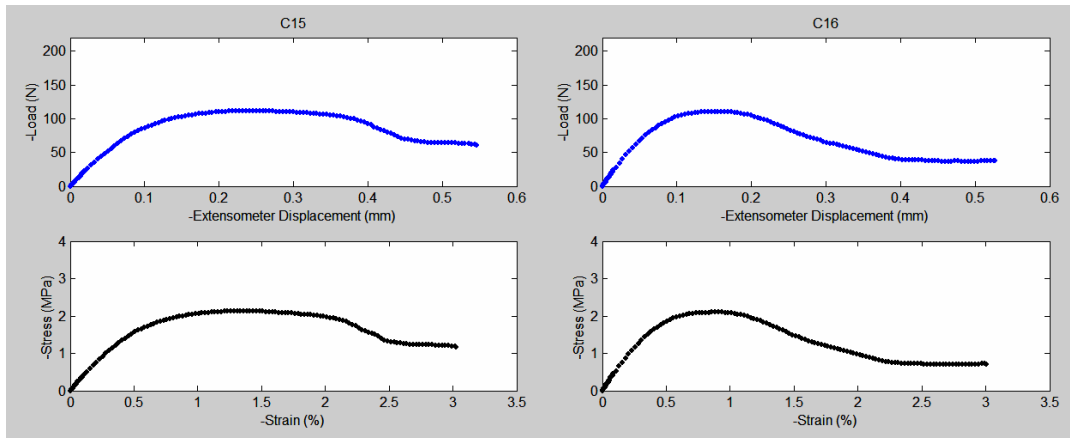 C15
-Load (N)
200
150
100
50
0
0 0.1 0.2 0.3 0.4 0.5 0.6
-Extensometer Displacement (mm)
C16
-Load (N)
200
150
100
50
0
0 0.1 0.2 0.3 0.4 0.5 0.6
-Extensometer Displacement (mm)
-Stress (MPa)
4
3
2
1
0
0 0.5 1 1.5 2 2.5 3 3.5
-Strain (%)
-Stress (MPa)
4
3
2
1
0
0 0.5 1 1.5 2 2.5 3 3.5
-Strain (%)